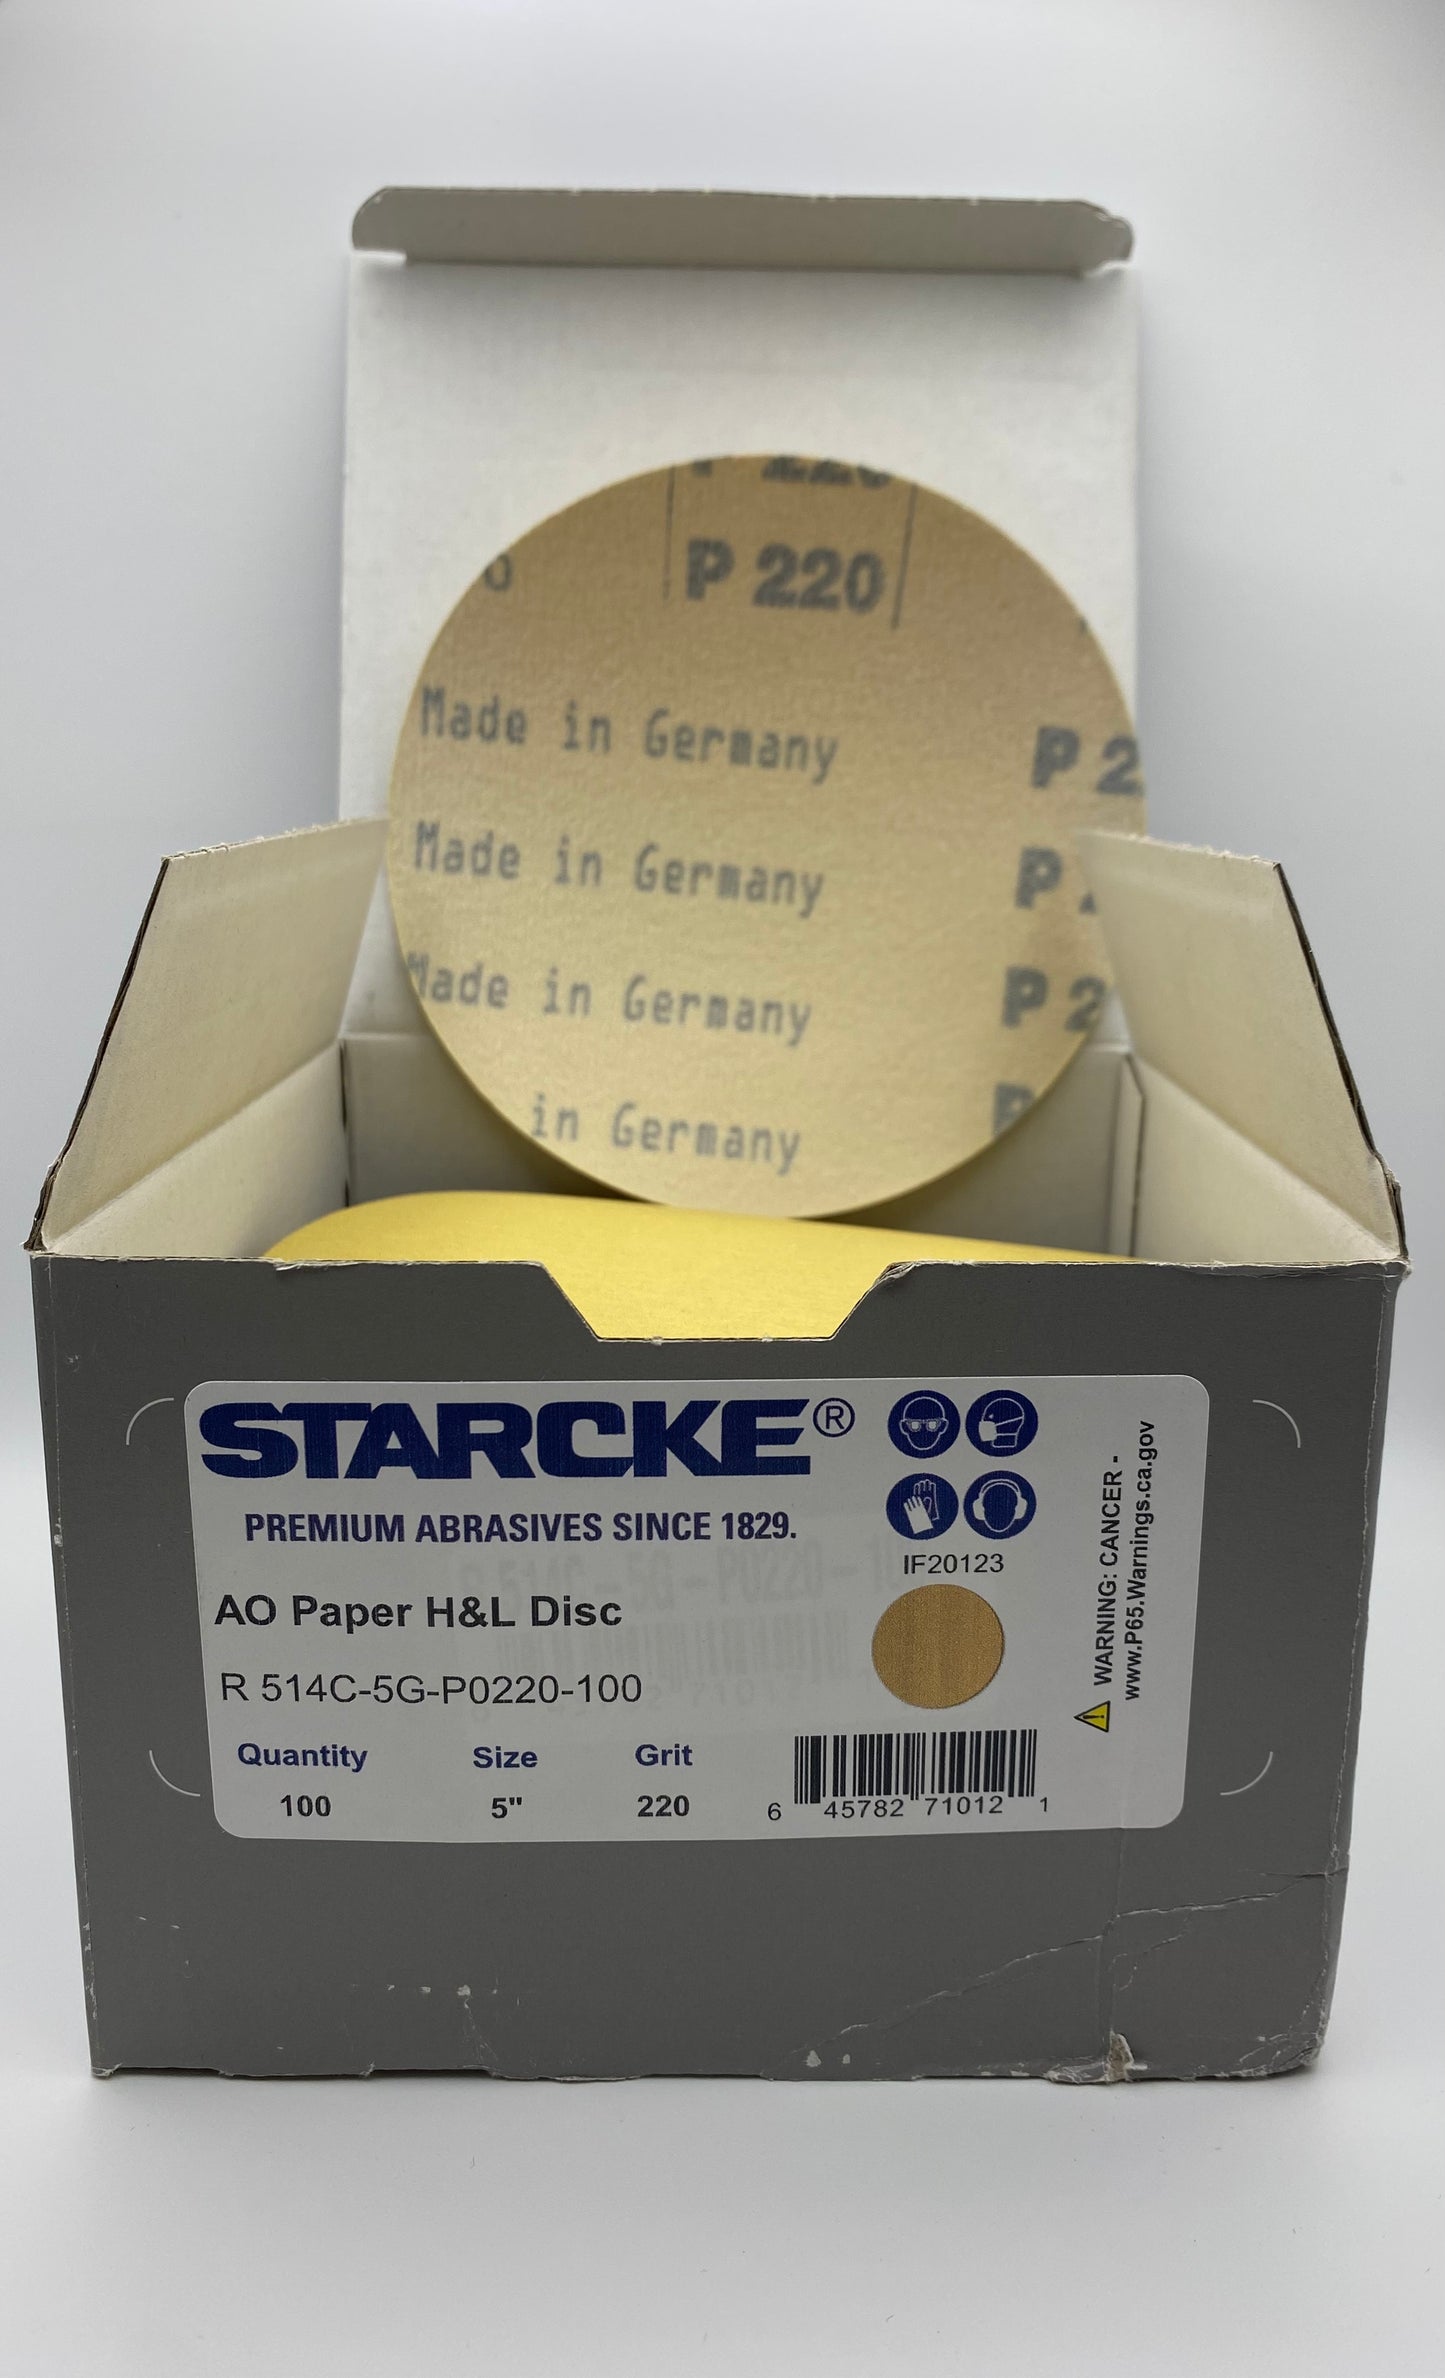 P 220
P 220
Made in Germany
P 2
Made in Germany
P
Made in Germany
P 2
in Germany
P
STARCKE®
PREMIUM ABRASIVES SINCE 1829.
IF20123
AO Paper H&L Disc
R 514C-5G-P0220-100
Quantity Size Grit
100 5" 220
6 45782 71012 1
WARNING: CANCER -
www.P65.Warnings.ca.gov